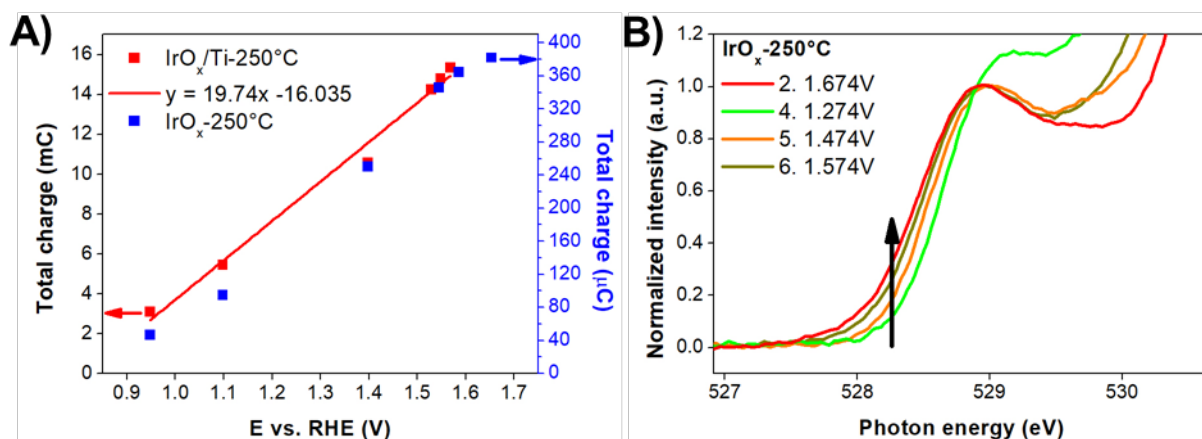 A)
IrOx/Ti-250°C
y = 19.74x -16.035
IrOx-250°C
Total charge (mC)
16
14
12
10
8
6
4
2
0
0.9 1.0 1.1 1.2 1.3 1.4 1.5 1.6 1.7
E vs. RHE (V)
400
360
320
280
240
200
160
120
80
40
0
Total charge (μC)
B)
IrOx-250°C
2. 1.674V
4. 1.274V
5. 1.474V
6. 1.574V
Normalized intensity (a.u.)
1.2
1.0
0.8
0.6
0.4
0.2
0.0
527 528 529 530
Photon energy (eV)